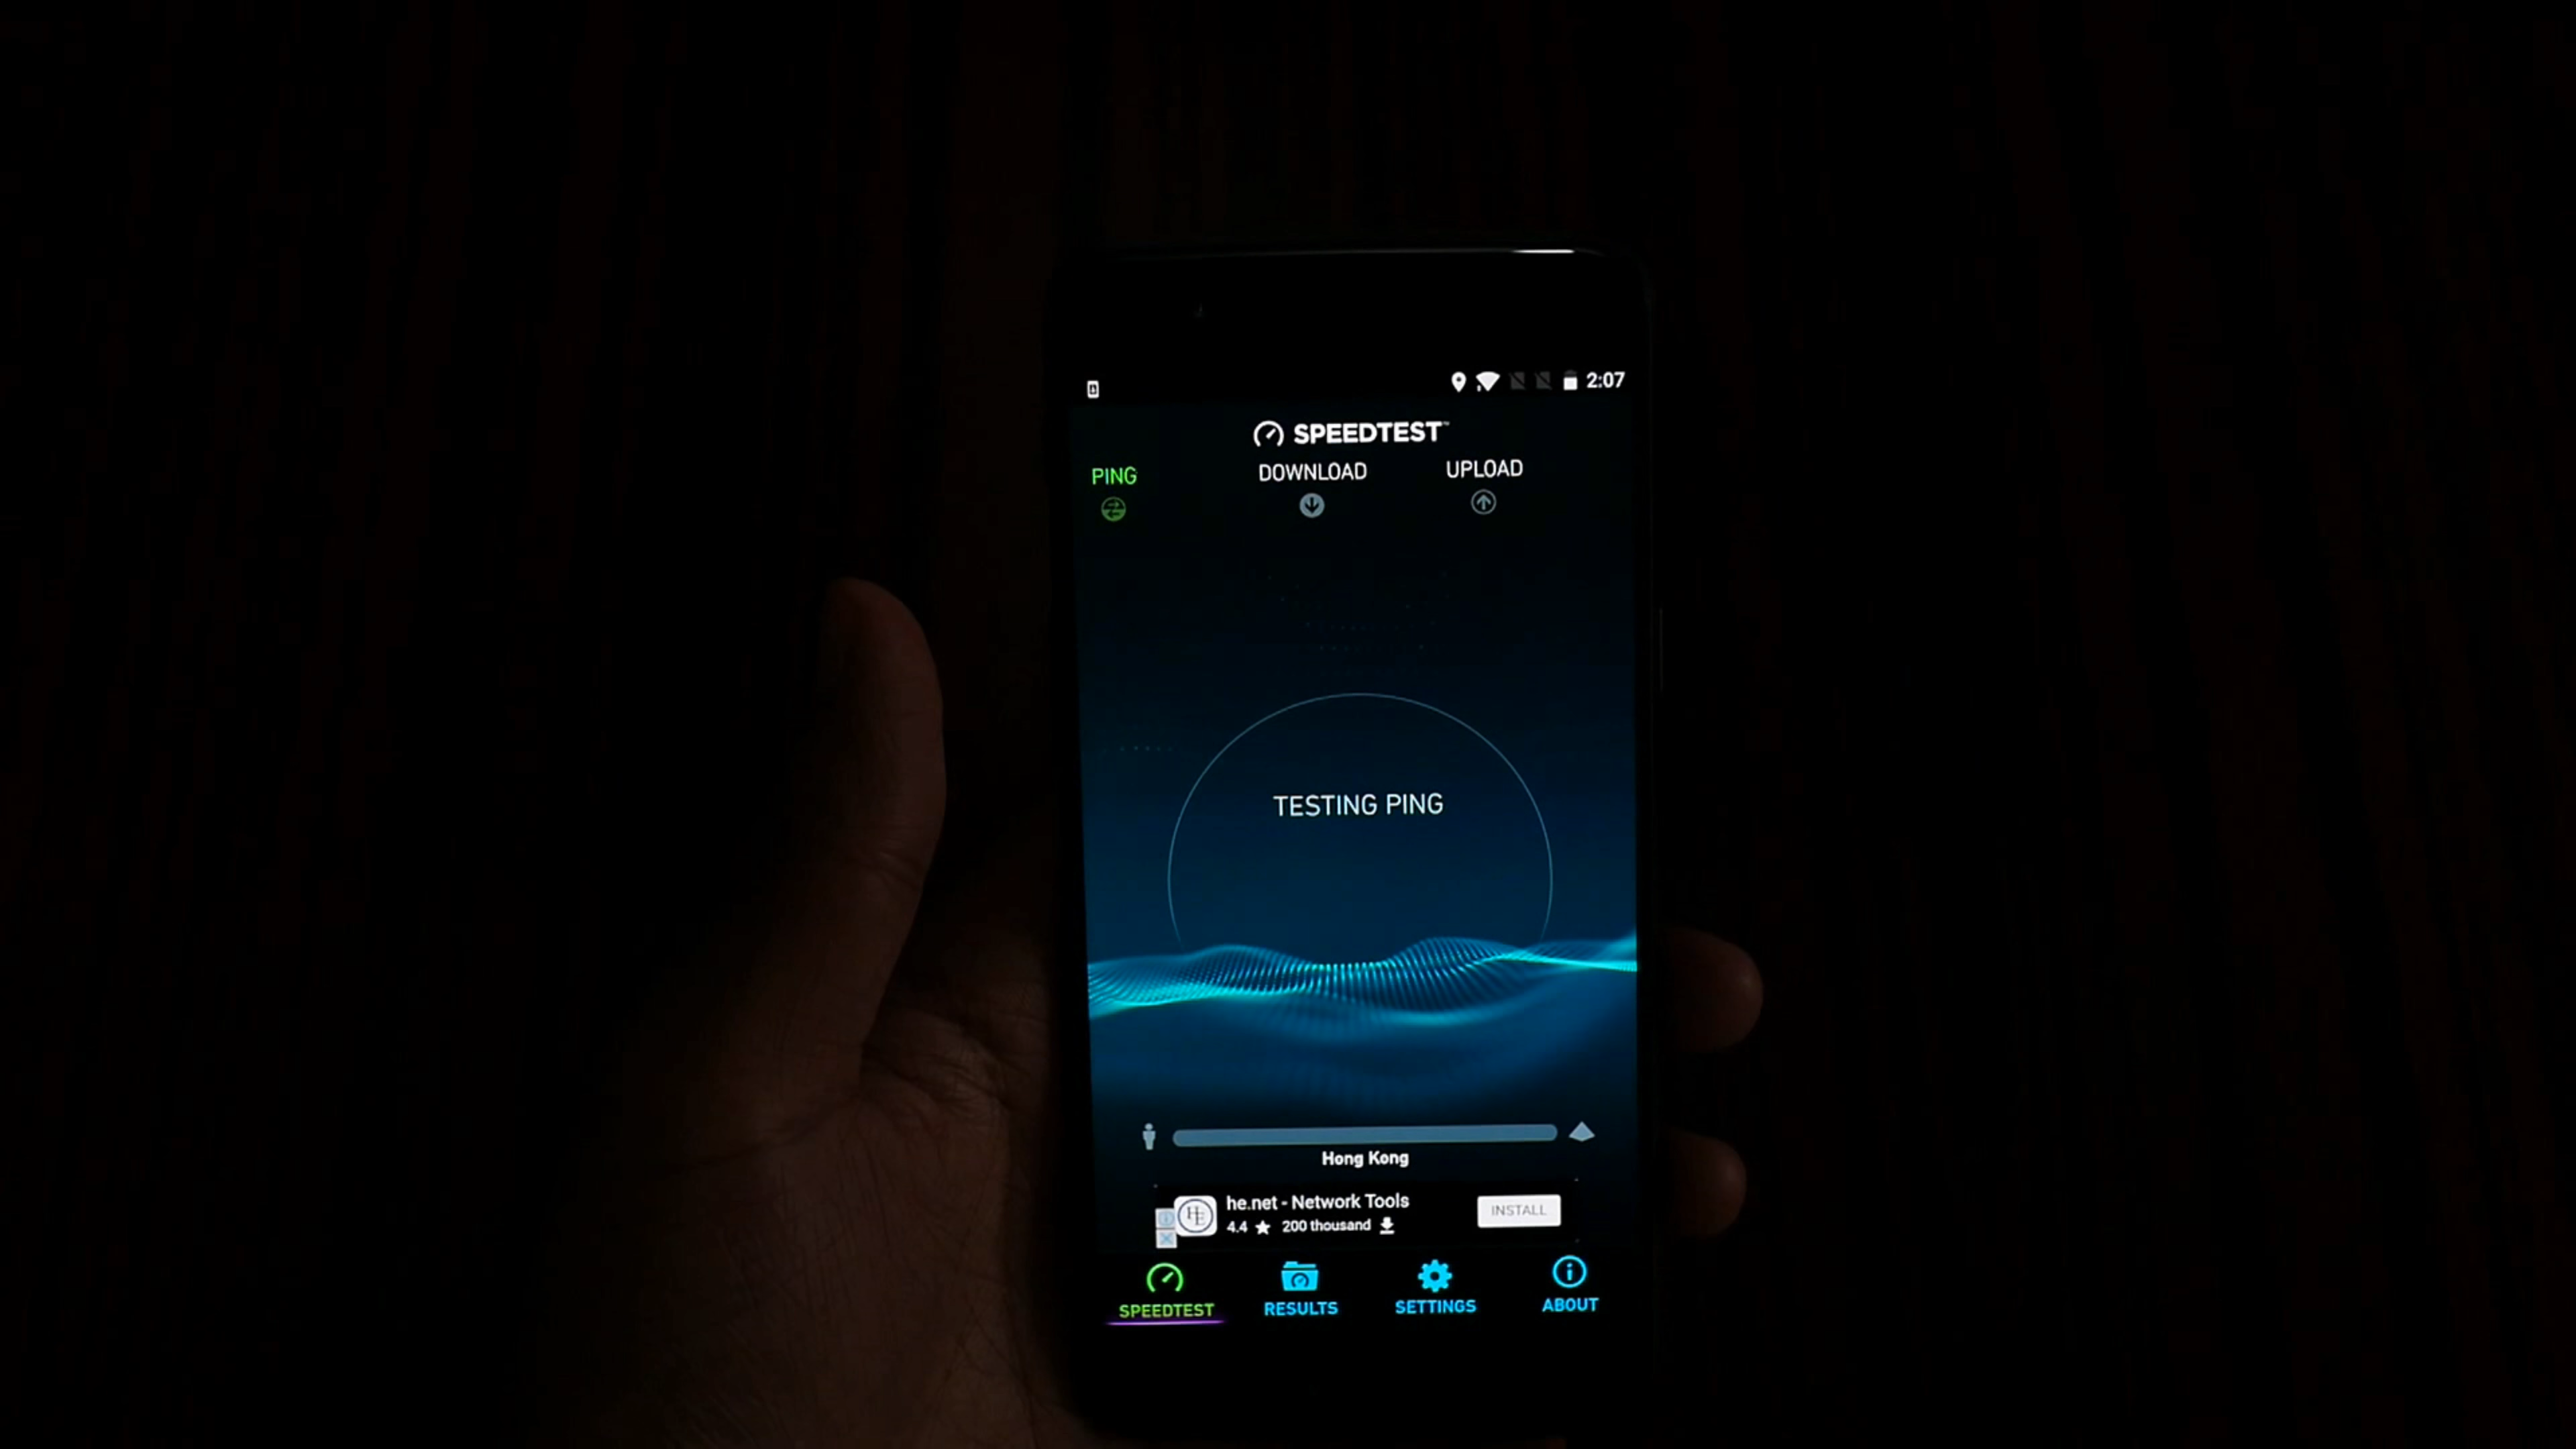 2:07
SPEEDTEST™
PING DOWNLOAD UPLOAD
TESTING PING
Hong Kong
he.net - Network Tools
4.4 ★ 200 thousand
INSTALL
SPEEDTEST RESULTS SETTINGS ABOUT